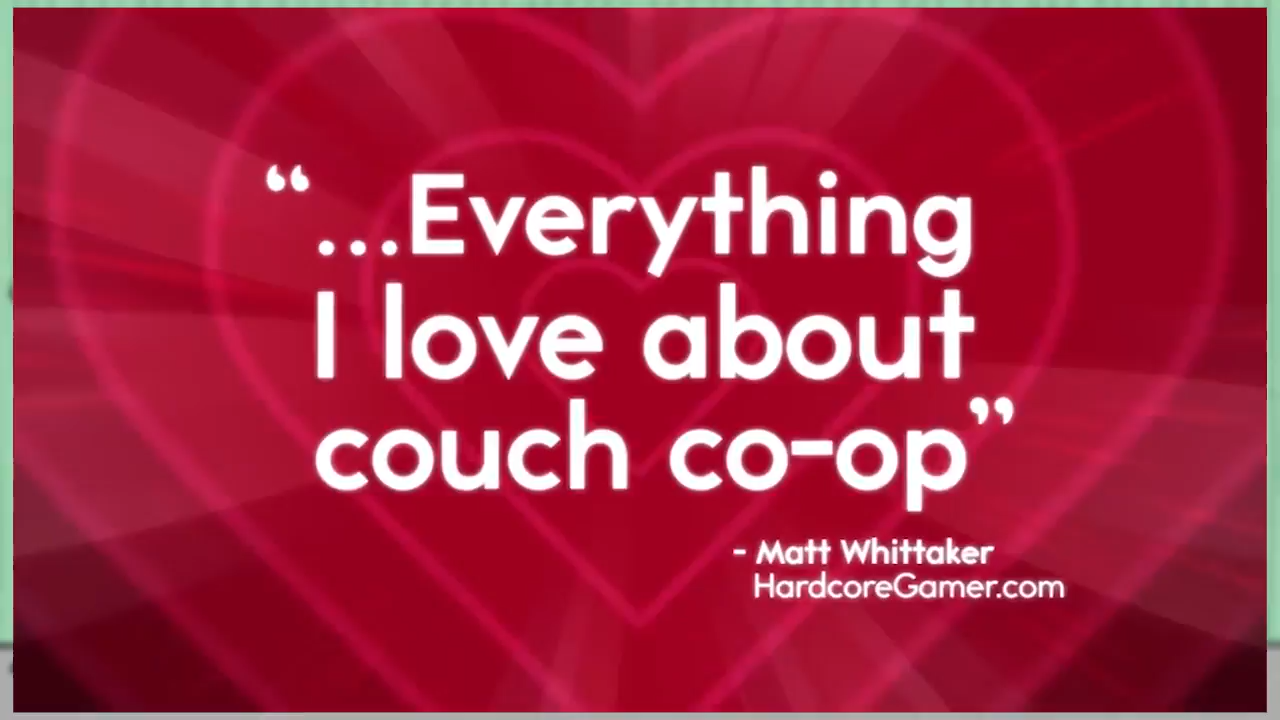 “...Everything
I love about
couch co-op”
- Matt Whittaker
HardcoreGamer.com